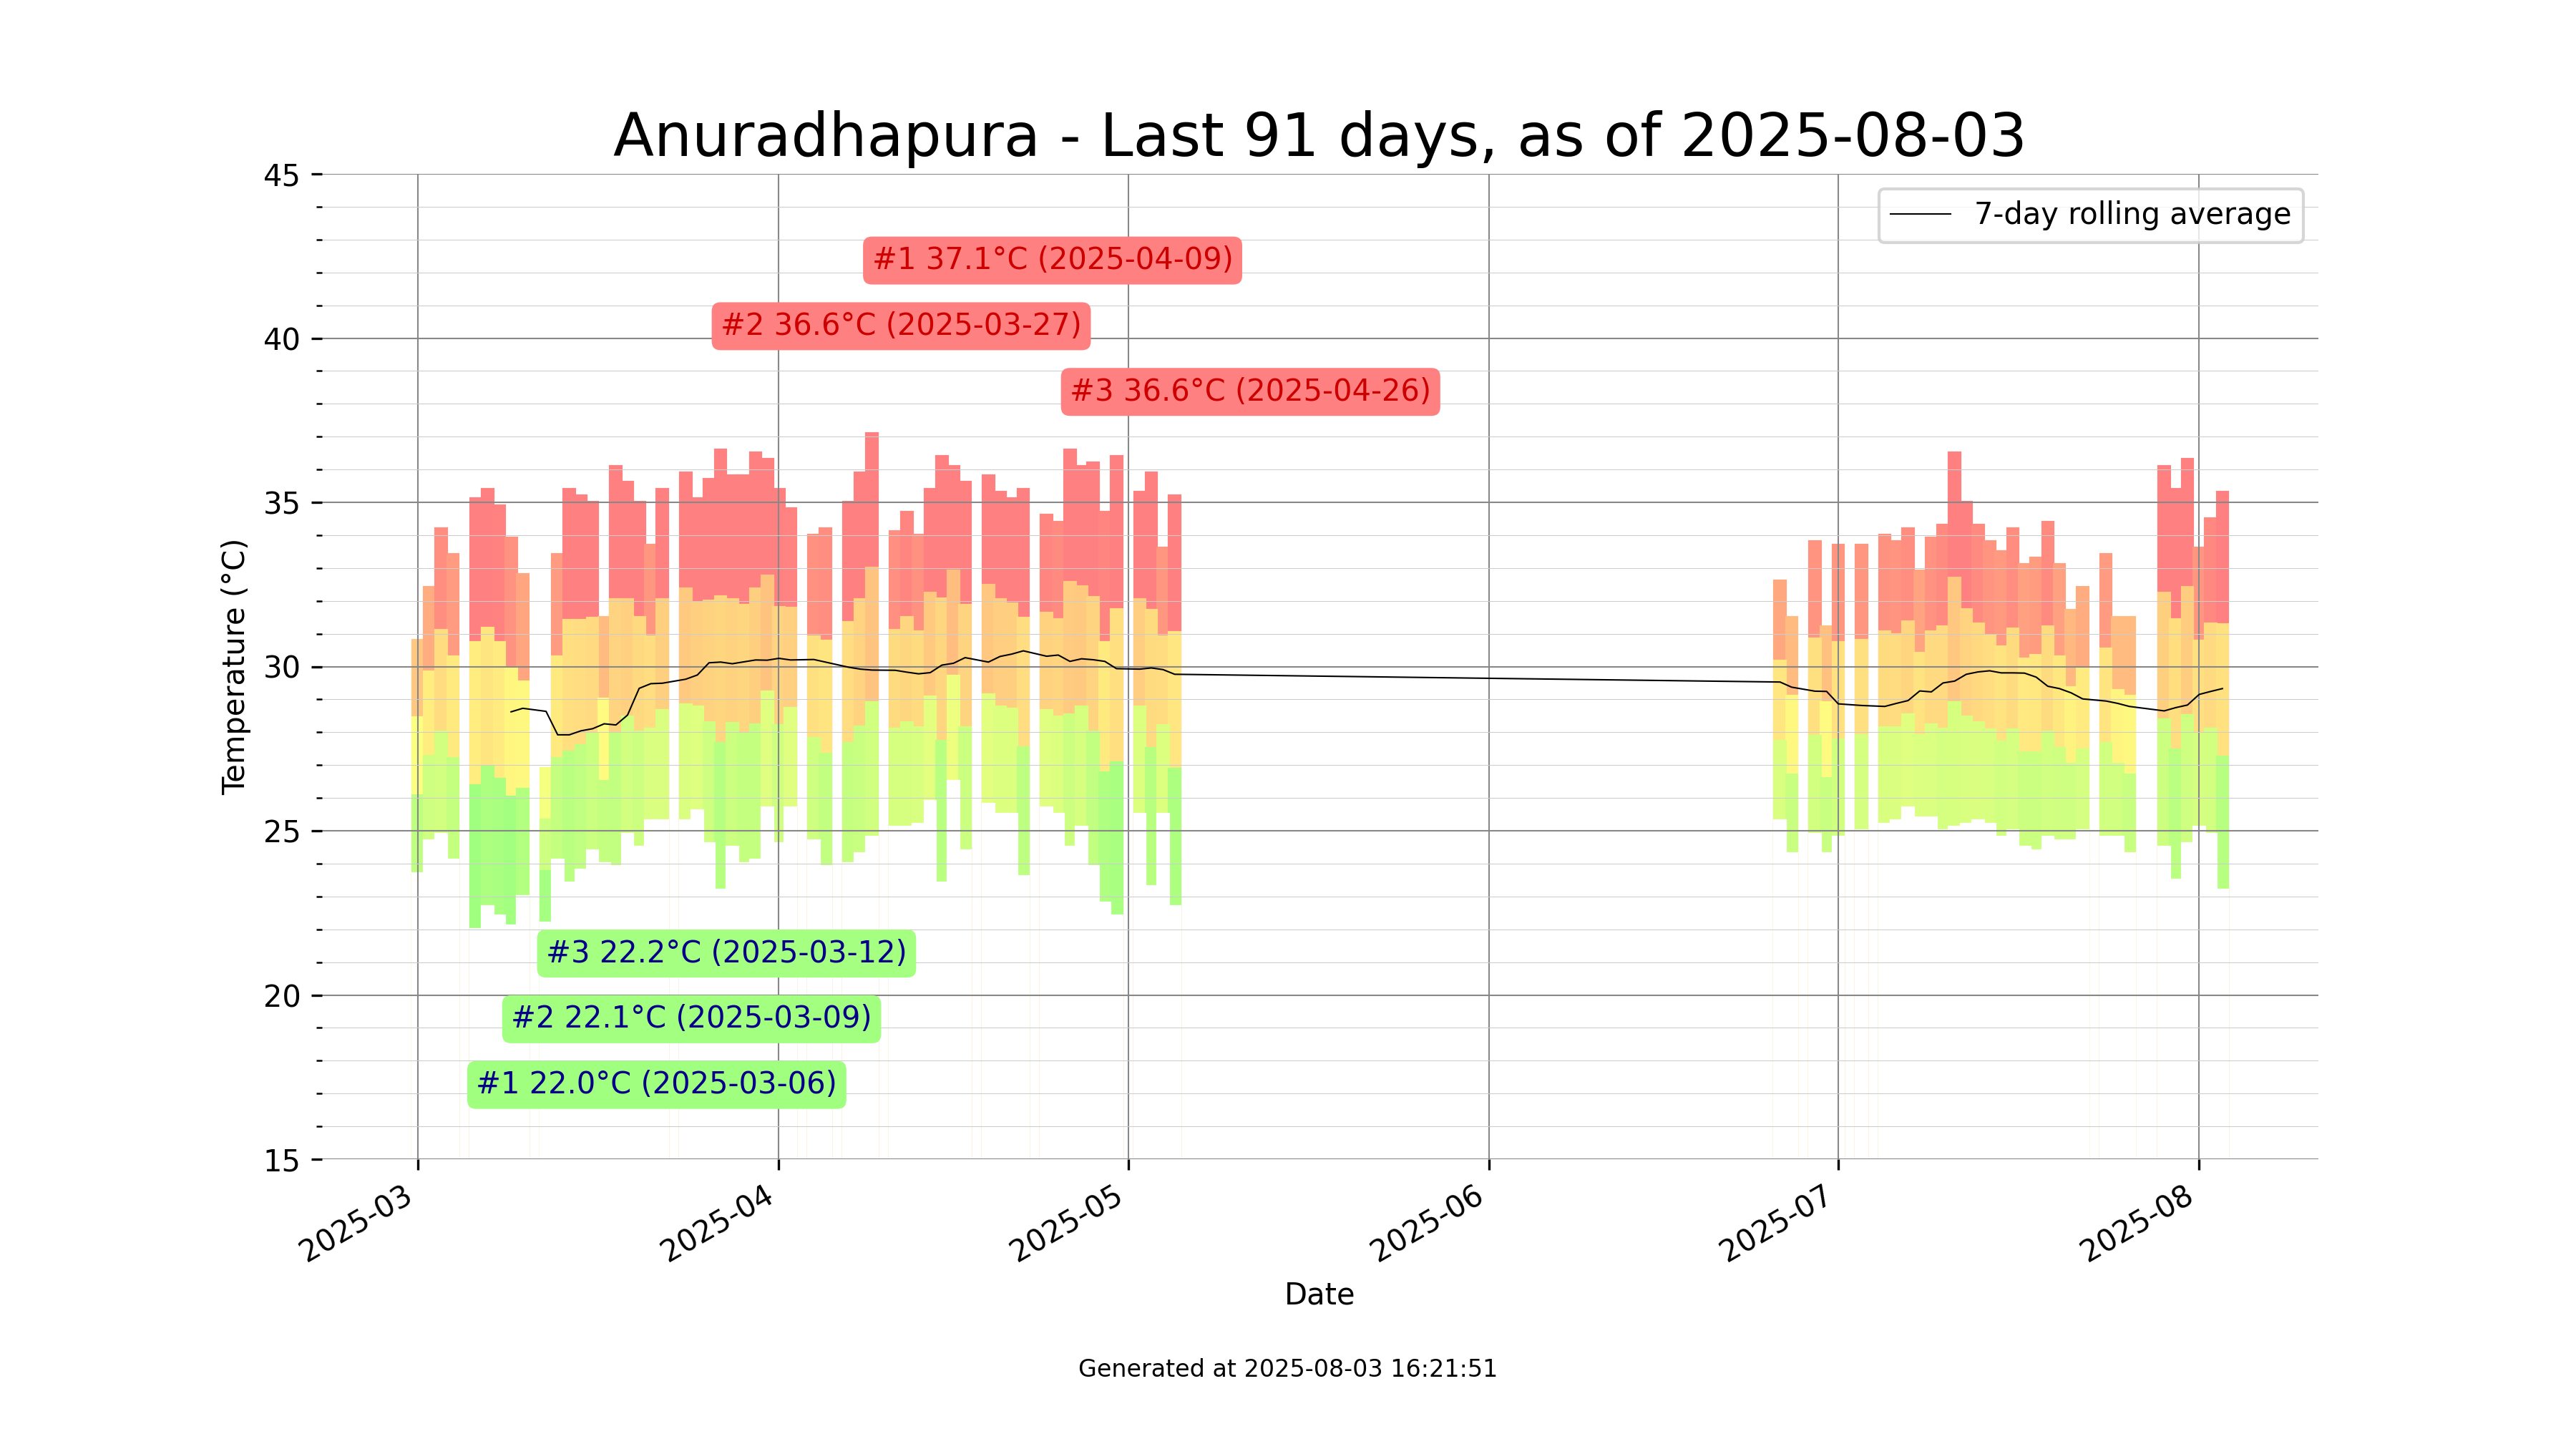 Anuradhapura - Last 91 days, as of 2025-08-03
45
40
35
30
25
20
15
Temperature (°C)
7-day rolling average
#1 37.1°C (2025-04-09)
#2 36.6°C (2025-03-27)
#3 36.6°C (2025-04-26)
#3 22.2°C (2025-03-12)
#2 22.1°C (2025-03-09)
#1 22.0°C (2025-03-06)
2025-03
2025-04
2025-05
2025-06
2025-07
2025-08
Date
Generated at 2025-08-03 16:21:51